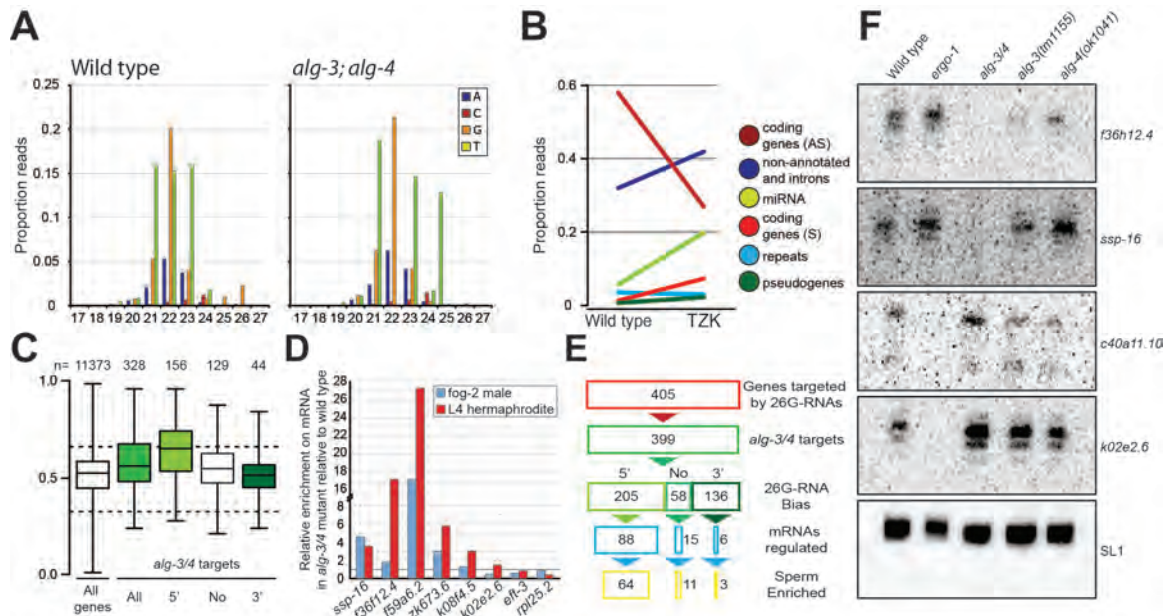 A
Wild type
alg-3; alg-4
Proportion reads
0.25
0.2
0.15
0.1
0.05
0
17 18 19 20 21 22 23 24 25 26 27
17 18 19 20 21 22 23 24 25 26 27
A
C
G
T
B
Proportion reads
0.6
0.4
0.2
0
Wild type
TZK
coding
genes (AS)
non-annotated
and introns
miRNA
coding
genes (S)
repeats
pseudogenes
C
n= 11373 328 156 129 44
1.0
0.5
0.0
alg-3/4 targets
All
genes
All
5'
No
3'
D
Relative enrichment on mRNA
in alg-3/4 mutant relative to wild type
28
26
24
22
20
18
16
14
12
10
8
6
4
2
0
fog-2 male
L4 hermaphrodite
ssp-16
f36f12.4
f59a6.2
zk673.6
k08f4.5
k02e2.6
eft-3
rpl25.2
E
405
Genes targeted
by 26G-RNAs
399
alg-3/4 targets
5' No 3'
205 58 136
26G-RNA
Bias
88 15 6
mRNAs
regulated
64 11 3
Sperm
Enriched
F
Wild type
ergo-1
alg-3/4
alg-3(tm1155)
alg-4(ok1041)
f36h12.4
ssp-16
c40a11.10
k02e2.6
SL1